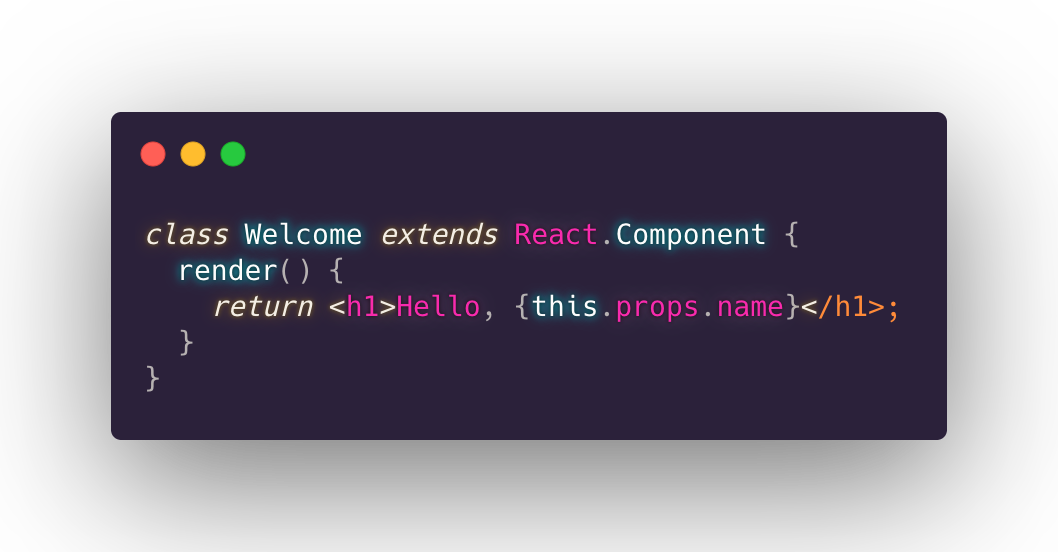 class Welcome extends React.Component {
  render() {
    return <h1>Hello, {this.props.name}</h1>;
  }
}